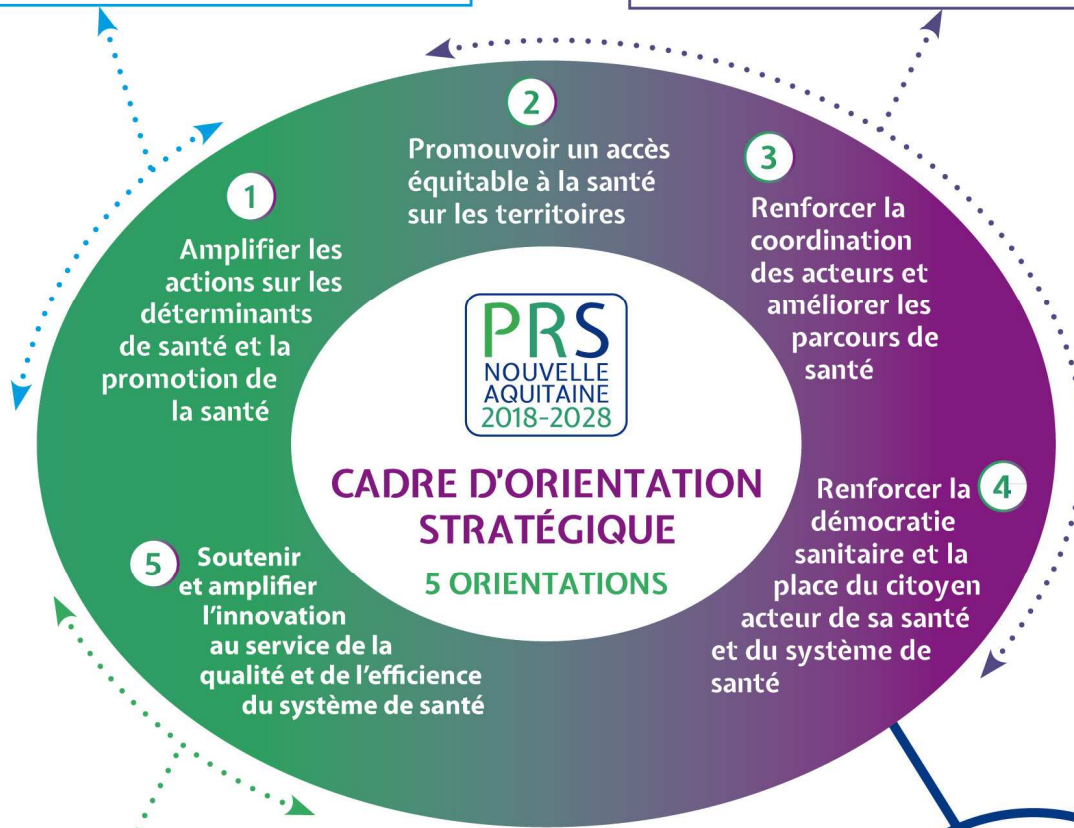 1
Amplifier les
actions sur les
déterminants
de santé et la
promotion de
la santé
2
Promouvoir un accès
équitable à la santé
sur les territoires
3
Renforcer la
coordination
des acteurs et
améliorer les
parcours de
santé
4
Renforcer la
démocratie
sanitaire et la
place du citoyen
acteur de sa santé
et du système de
santé
5
Soutenir
et amplifier
l'innovation
au service de la
qualité et de l'efficience
du système de santé
PRS
NOUVELLE
AQUITAINE
2018-2028
CADRE D'ORIENTATION
STRATÉGIQUE
5 ORIENTATIONS